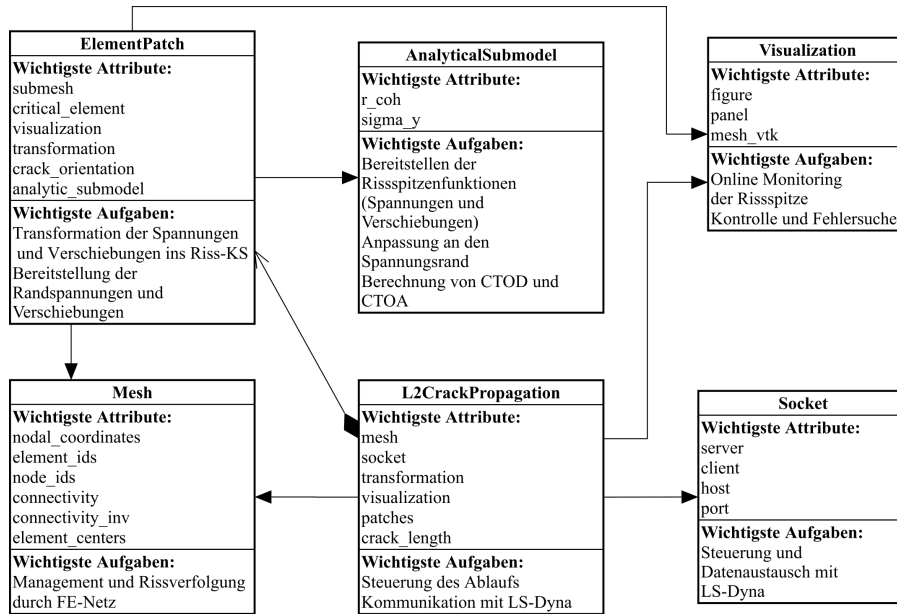 ElementPatch
Wichtigste Attribute:
submesh
critical_element
visualization
transformation
crack_orientation
analytic_submodel
Wichtigste Aufgaben:
Transformation der Spannungen
und Verschiebungen ins Riss-KS
Bereitstellung der
Randspannungen und
Verschiebungen
AnalyticalSubmodel
Wichtigste Attribute:
r_coh
sigma_y
Wichtigste Aufgaben:
Bereitstellen der
Rissspitzenfunktionen
(Spannungen und
Verschiebungen)
Anpassung an den
Spannungsrand
Berechnung von CTOD und
CTOA
Visualization
Wichtigste Attribute:
figure
panel
mesh_vtk
Wichtigste Aufgaben:
Online Monitoring
der Rissspitze
Kontrolle und Fehlersuche
Mesh
Wichtigste Attribute:
nodal_coordinates
element_ids
node_ids
connectivity
connectivity_inv
element_centers
Wichtigste Aufgaben:
Management und Rissverfolgung
durch FE-Netz
L2CrackPropagation
Wichtigste Attribute:
mesh
socket
transformation
visualization
patches
crack_length
Wichtigste Aufgaben:
Steuerung des Ablaufs
Kommunikation mit LS-Dyna
Socket
Wichtigste Attribute:
server
client
host
port
Wichtigste Aufgaben:
Steuerung und
Datenaustausch mit
LS-Dyna